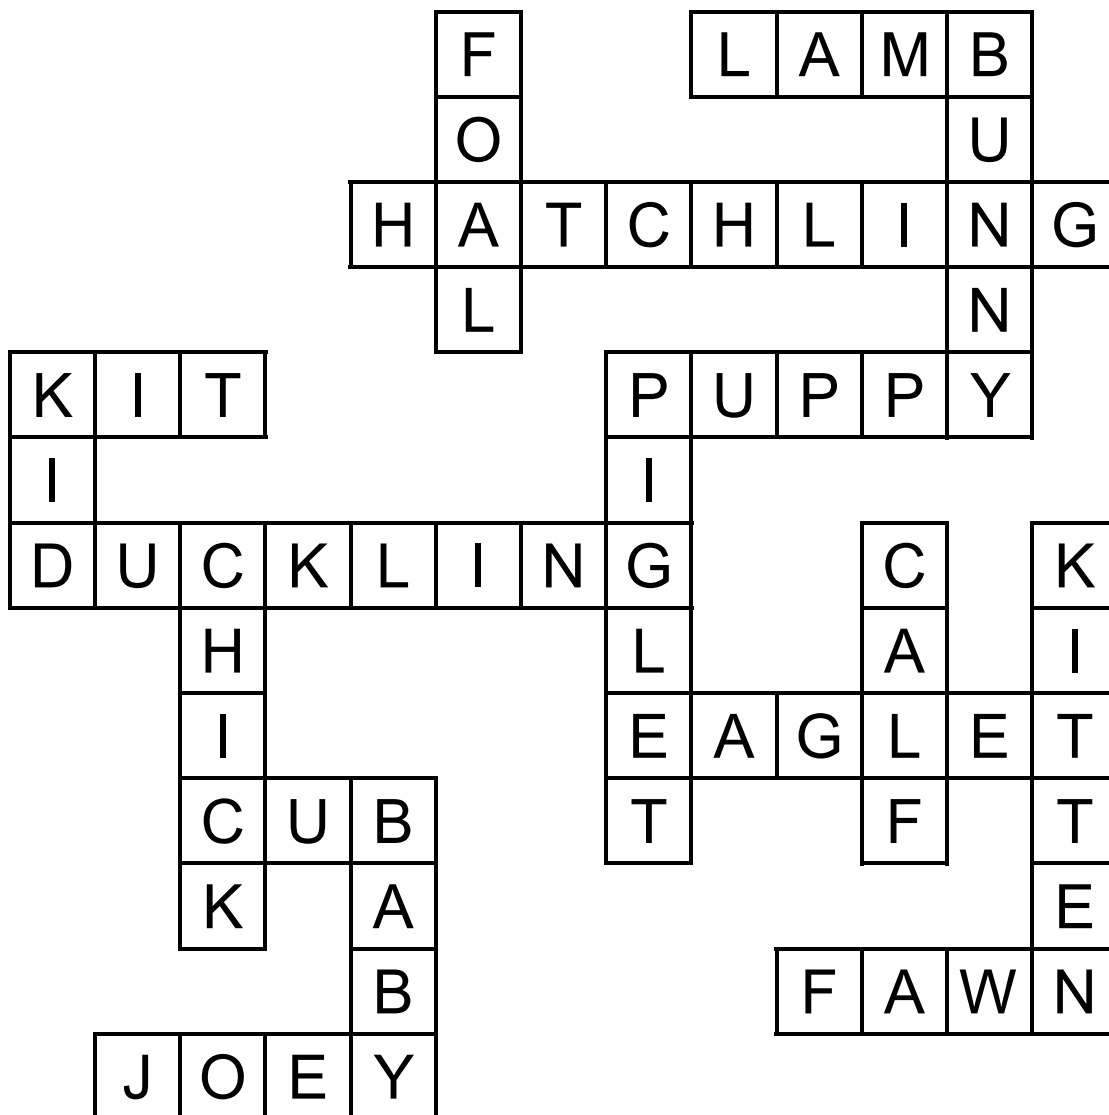 F LAMB
O U
HATCHLING
L N
KIT PUPPY
I I
DUCKLING C K
H L A I
I EAGLET
CUB T F T
K A E
B FAWN
JOEY